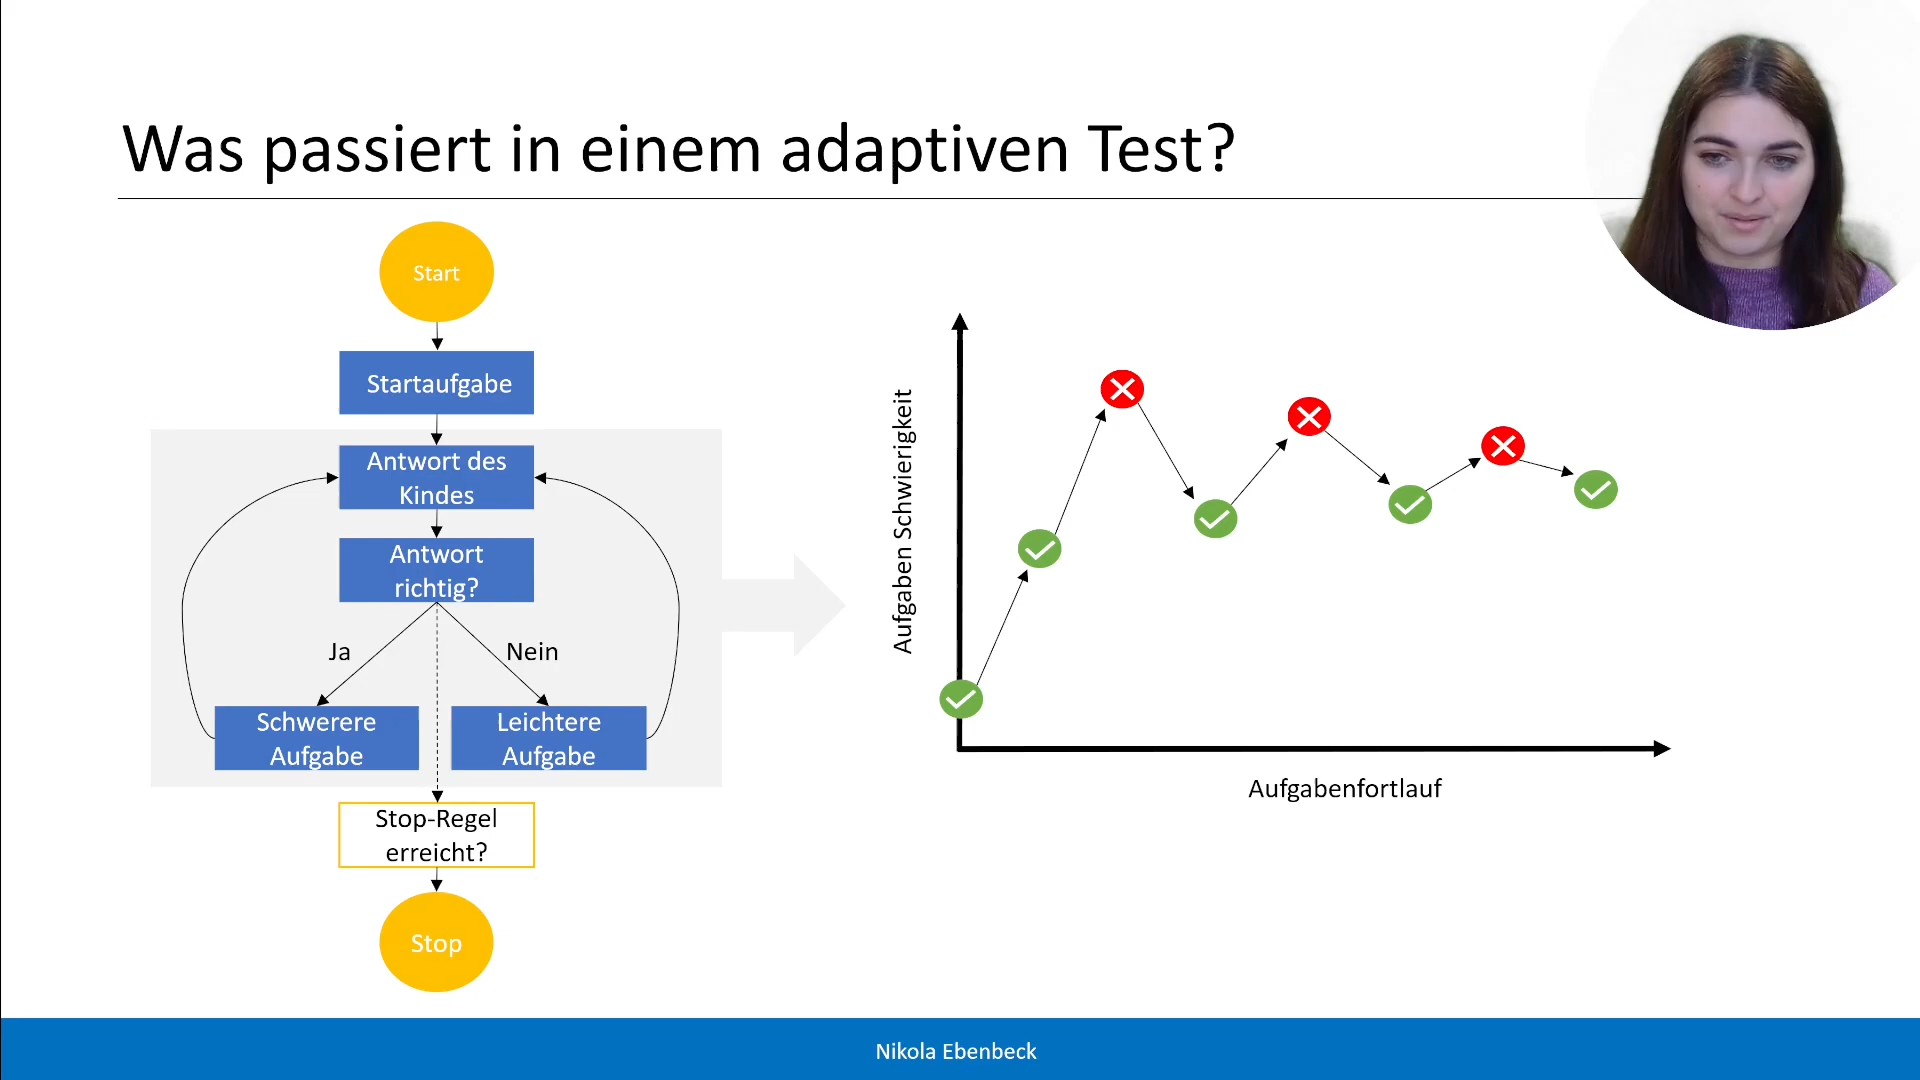 Was passiert in einem adaptiven Test?
Start
Startaufgabe
Antwort des
Kindes
Antwort
richtig?
Ja
Nein
Schwerere
Aufgabe
Leichtere
Aufgabe
Stop-Regel
erreicht?
Stop
Aufgaben Schwierigkeit
Aufgabenfortlauf
Nikola Ebenbeck